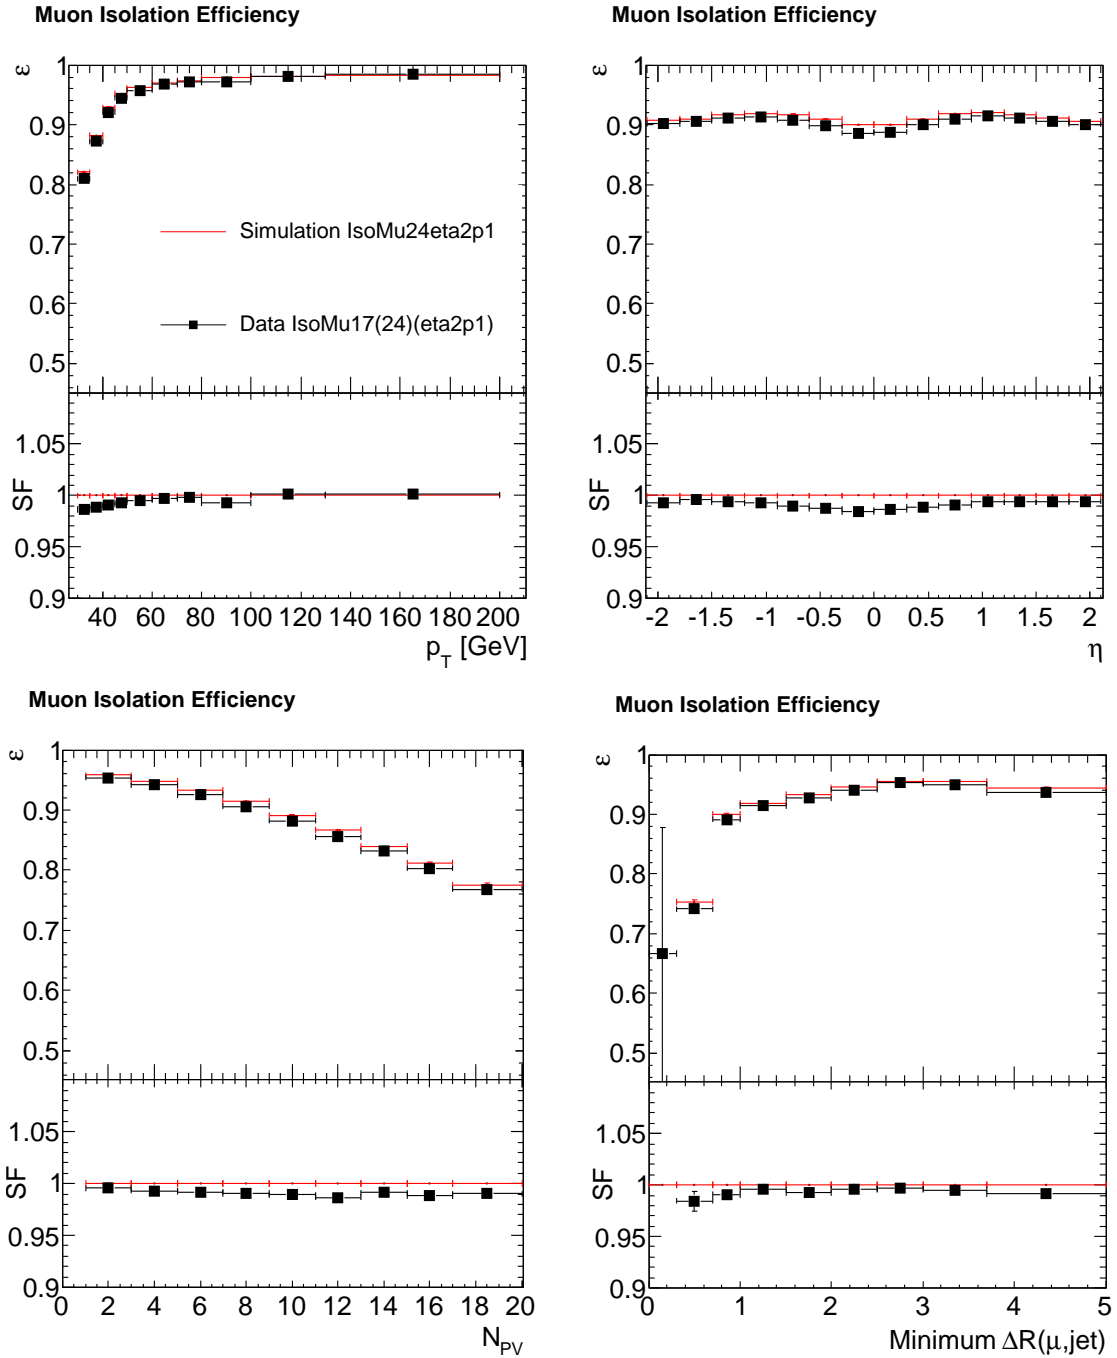 Muon Isolation Efficiency
ε
1
0.9
0.8
0.7
0.6
0.5
Simulation IsoMu24eta2p1
Data IsoMu17(24)(eta2p1)
SF
1.05
1
0.95
0.9
40 60 80 100 120 140 160 180 200
p_T [GeV]
Muon Isolation Efficiency
ε
1
0.9
0.8
0.7
0.6
0.5
SF
1.05
1
0.95
0.9
-2 -1.5 -1 -0.5 0 0.5 1 1.5 2
η
Muon Isolation Efficiency
ε
1
0.9
0.8
0.7
0.6
0.5
SF
1.05
1
0.95
0.9
0 2 4 6 8 10 12 14 16 18 20
N_PV
Muon Isolation Efficiency
ε
1
0.9
0.8
0.7
0.6
0.5
SF
1.05
1
0.95
0.9
0 1 2 3 4 5
Minimum ΔR(μ,jet)